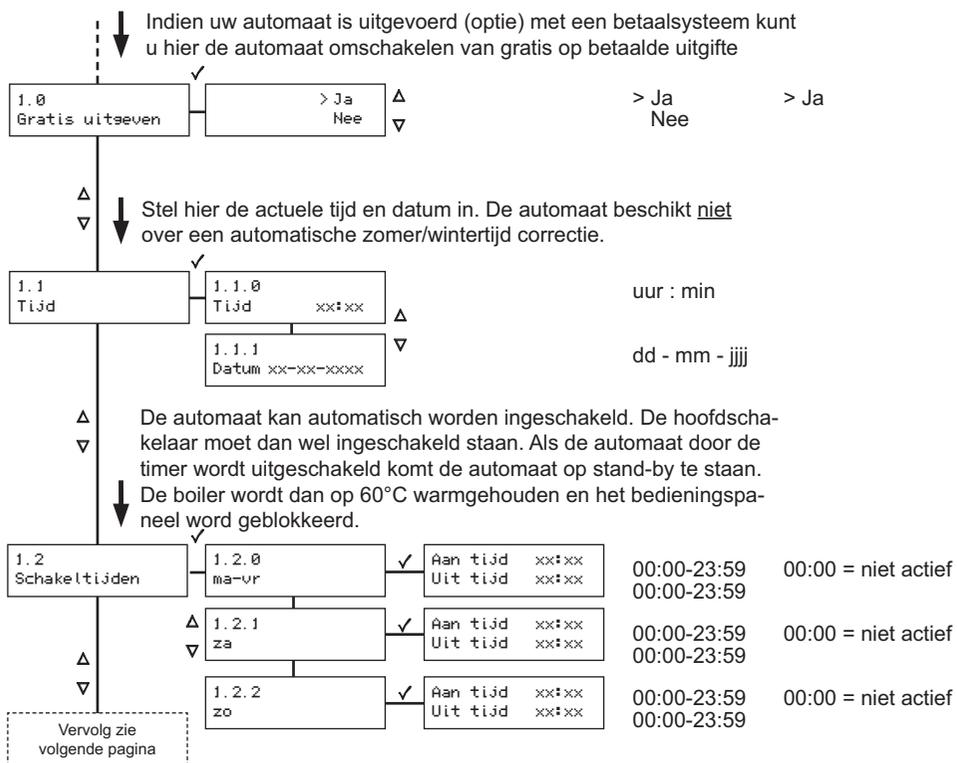 Indien uw automaat is uitgevoerd (optie) met een betaalsysteem kunt
u hier de automaat omschakelen van gratis op betaalde uitgifte
1.0
Gratis uitgeven
> Ja
Nee
> Ja
Nee
> Ja
Stel hier de actuele tijd en datum in. De automaat beschikt niet
over een automatische zomer/wintertijd correctie.
1.1
Tijd
1.1.0
Tijd xx:xx
uur : min
1.1.1
Datum xx-xx-xxxx
dd - mm - jjjj
De automaat kan automatisch worden ingeschakeld. De hoofdscha-
kelaar moet dan wel ingeschakeld staan. Als de automaat door de
timer wordt uitgeschakeld komt de automaat op stand-by te staan.
De boiler wordt dan op 60°C warmgehouden en het bedieningspa-
neel word geblokkeerd.
1.2
Schakeltijden
1.2.0
ma-vr
Aan tijd xx:xx
Uit tijd xx:xx
00:00-23:59 00:00 = niet actief
00:00-23:59
1.2.1
za
Aan tijd xx:xx
Uit tijd xx:xx
00:00-23:59 00:00 = niet actief
00:00-23:59
1.2.2
zo
Aan tijd xx:xx
Uit tijd xx:xx
00:00-23:59 00:00 = niet actief
00:00-23:59
Vervolg zie
volgende pagina